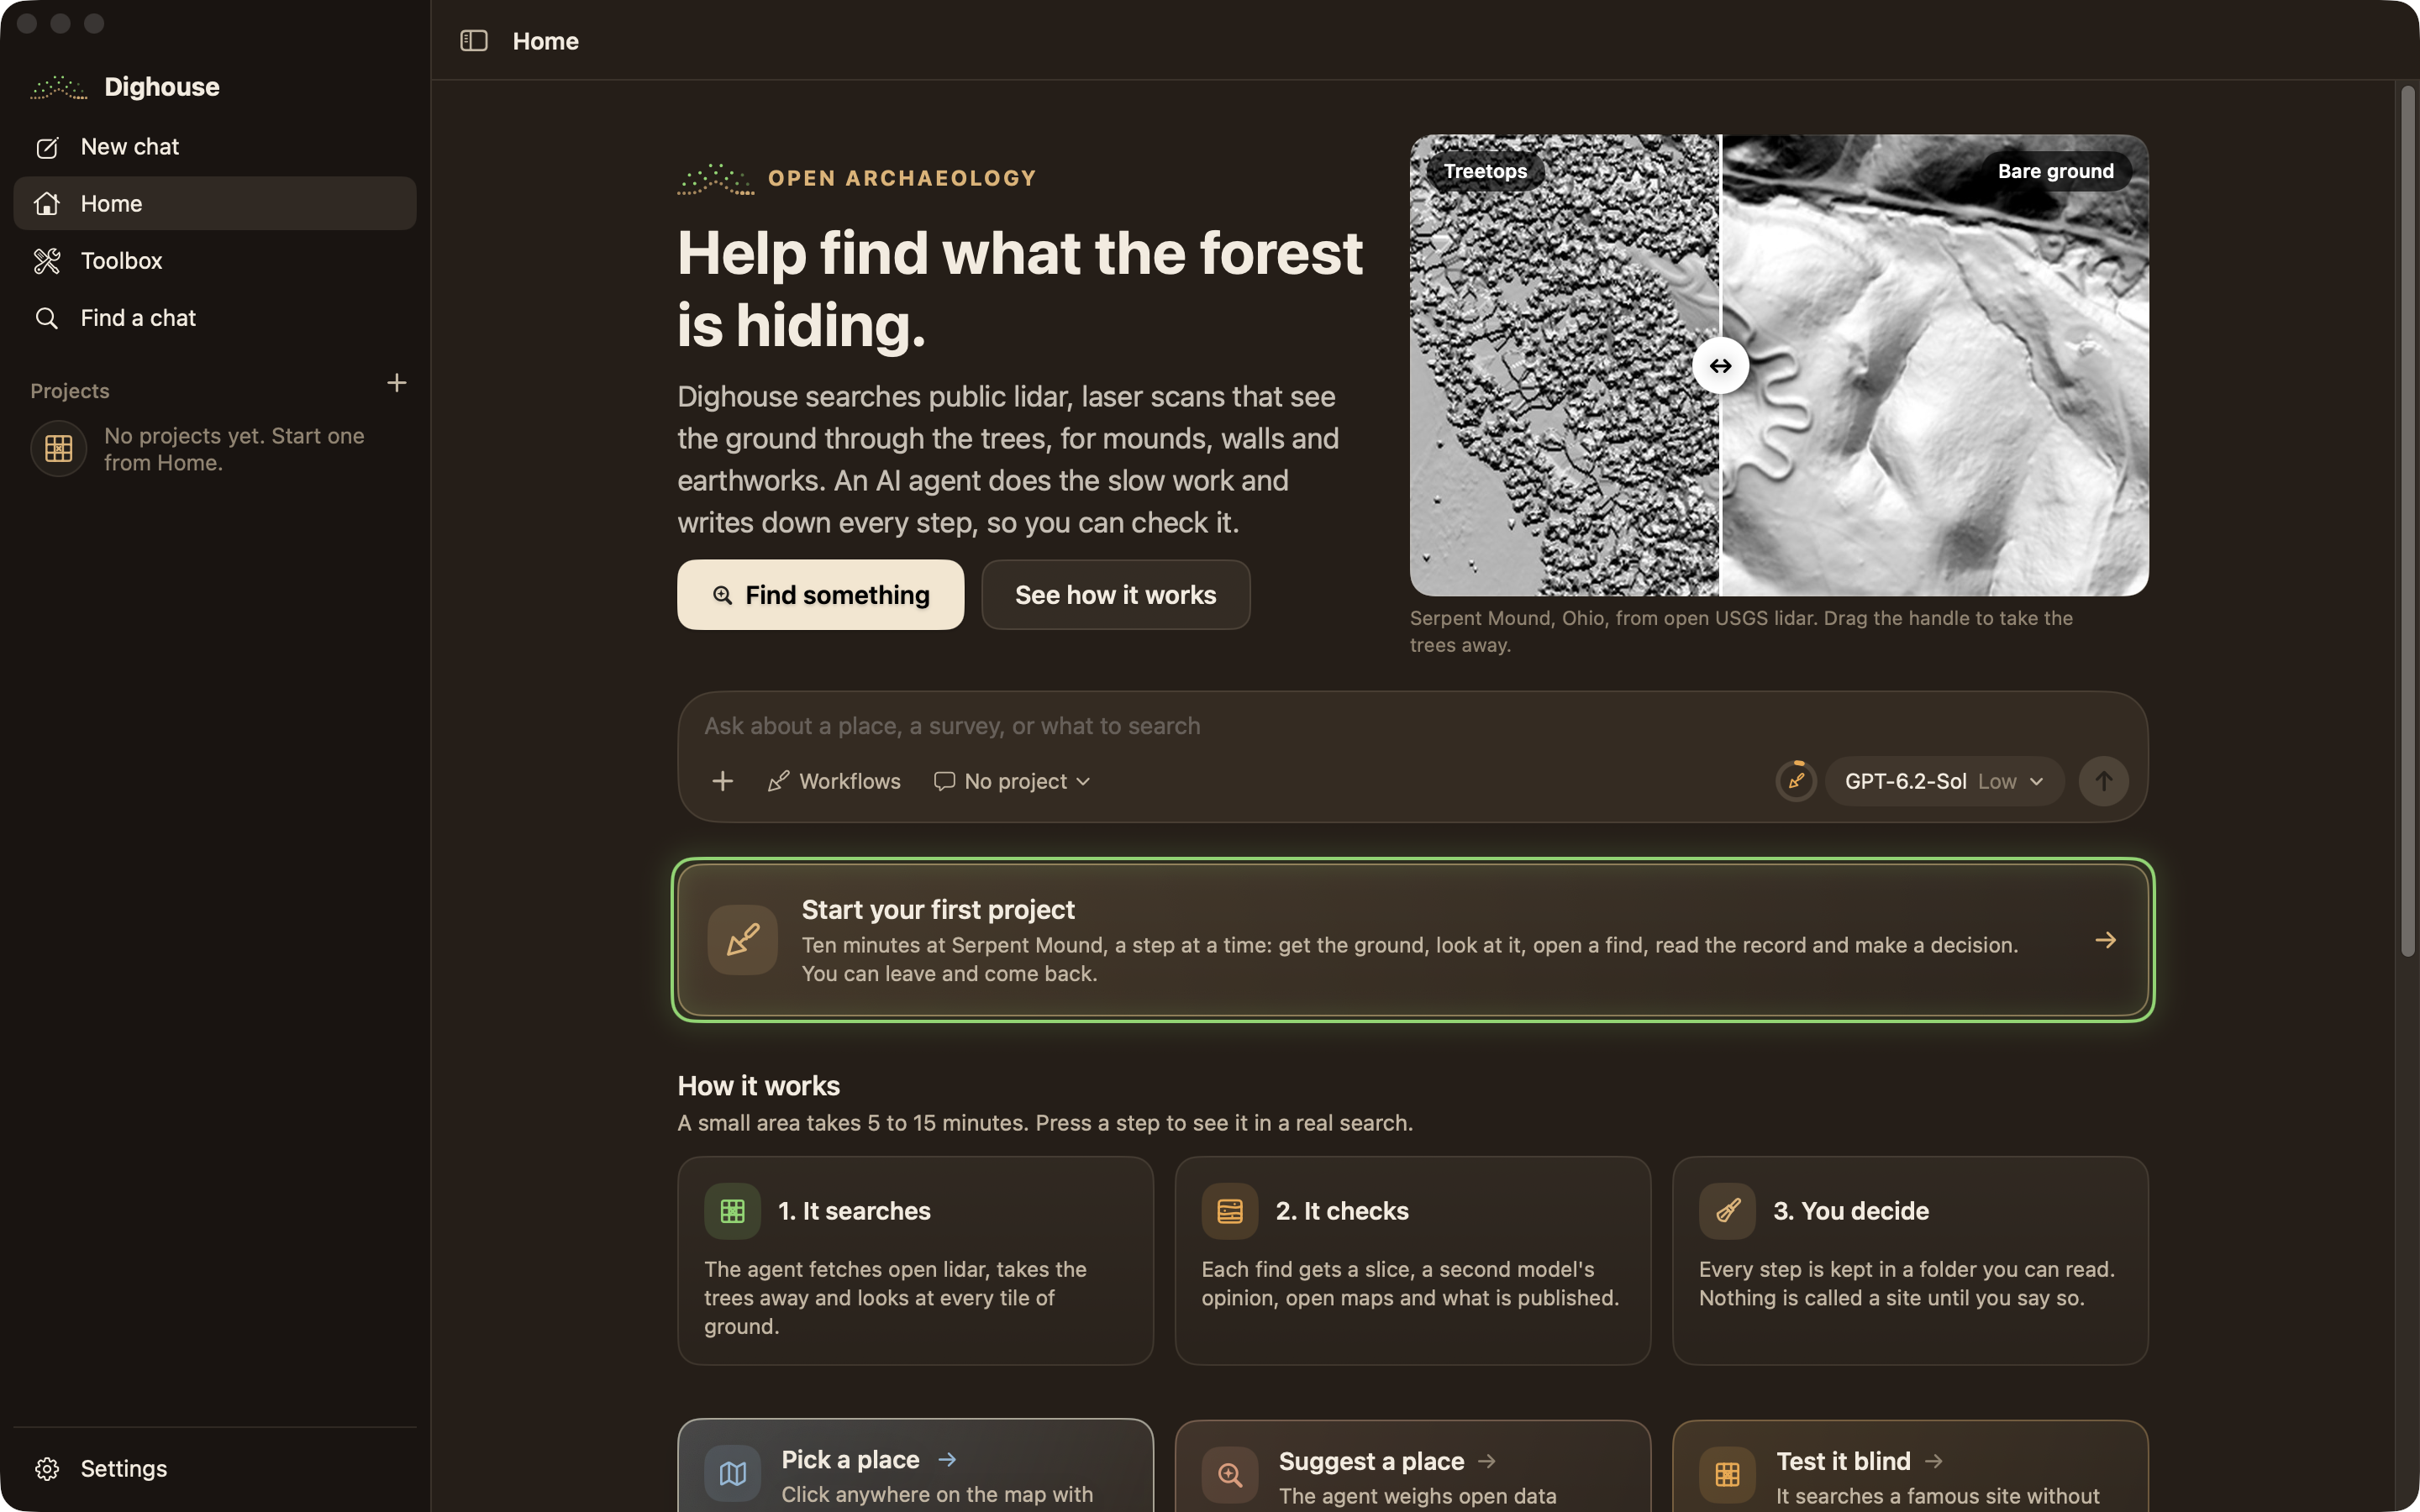 Dighouse
New chat
Home
Toolbox
Find a chat
Projects
No projects yet. Start one
from Home.
Settings
Home
OPEN ARCHAEOLOGY
Help find what the forest
is hiding.
Dighouse searches public lidar, laser scans that see
the ground through the trees, for mounds, walls and
earthworks. An AI agent does the slow work and
writes down every step, so you can check it.
Find something
See how it works
Treetops
Bare ground
Serpent Mound, Ohio, from open USGS lidar. Drag the handle to take the
trees away.
Ask about a place, a survey, or what to search
Workflows
No project
GPT-6.2-Sol Low
Start your first project
Ten minutes at Serpent Mound, a step at a time: get the ground, look at it, open a find, read the record and make a decision.
You can leave and come back.
How it works
A small area takes 5 to 15 minutes. Press a step to see it in a real search.
1. It searches
The agent fetches open lidar, takes the
trees away and looks at every tile of
ground.
2. It checks
Each find gets a slice, a second model's
opinion, open maps and what is published.
3. You decide
Every step is kept in a folder you can read.
Nothing is called a site until you say so.
Pick a place
Click anywhere on the map with
Suggest a place
The agent weighs open data
Test it blind
It searches a famous site without